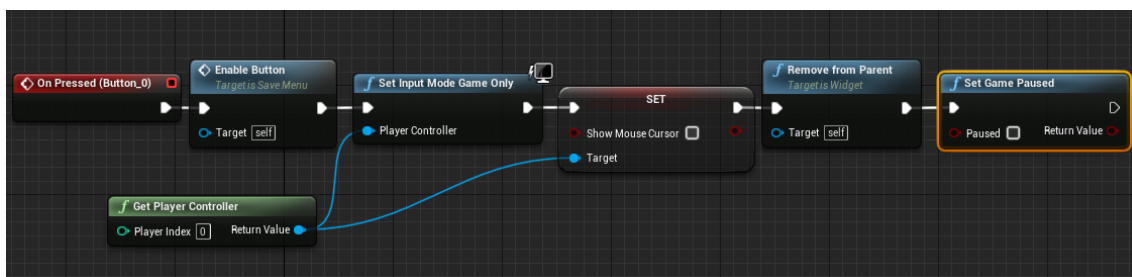 On Pressed (Button_0)
Enable Button
Target is Save Menu
Target self
Set Input Mode Game Only
Player Controller
SET
Show Mouse Cursor
Target
Remove from Parent
Target is Widget
Target self
Set Game Paused
Paused Return Value
Get Player Controller
Player Index 0 Return Value